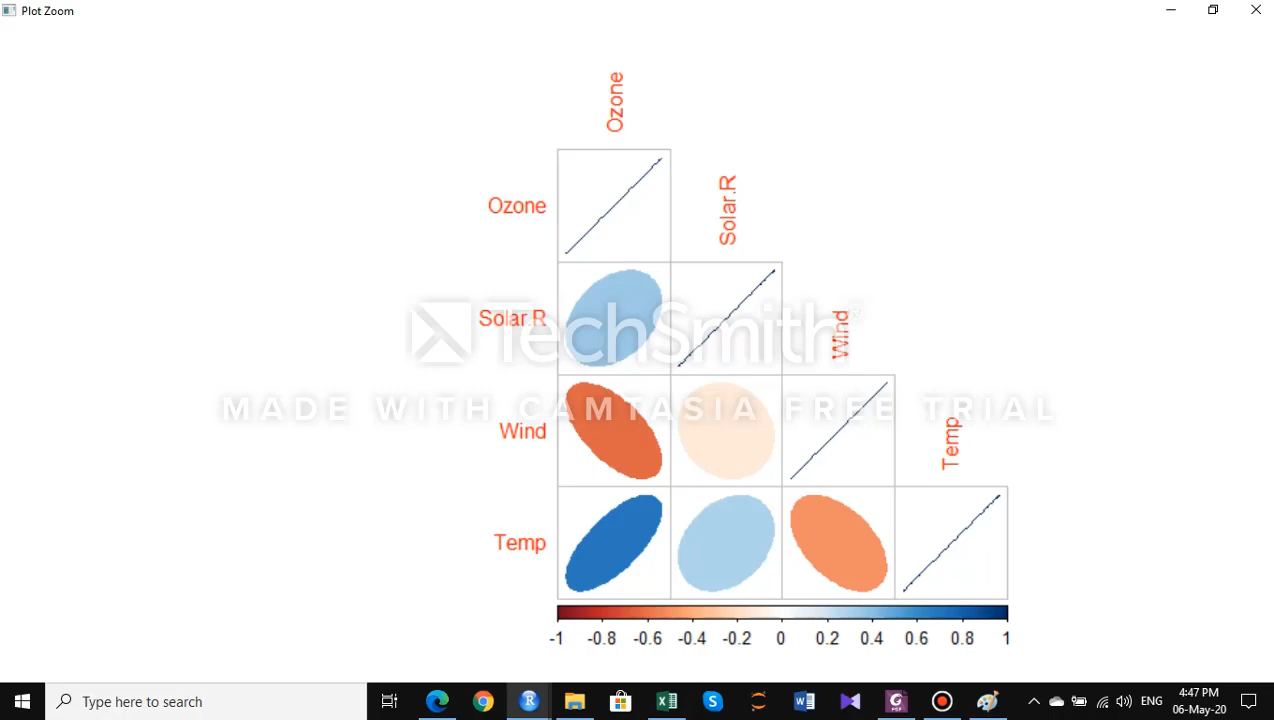 Plot Zoom
Ozone
Ozone
Solar.R
Solar.R
Wind
TechSmith®
MADE WITH CAMTASIA FREE TRIAL
Wind
Temp
Temp
-1 -0.8 -0.6 -0.4 -0.2 0 0.2 0.4 0.6 0.8 1
Type here to search
ENG
4:47 PM
06-May-20